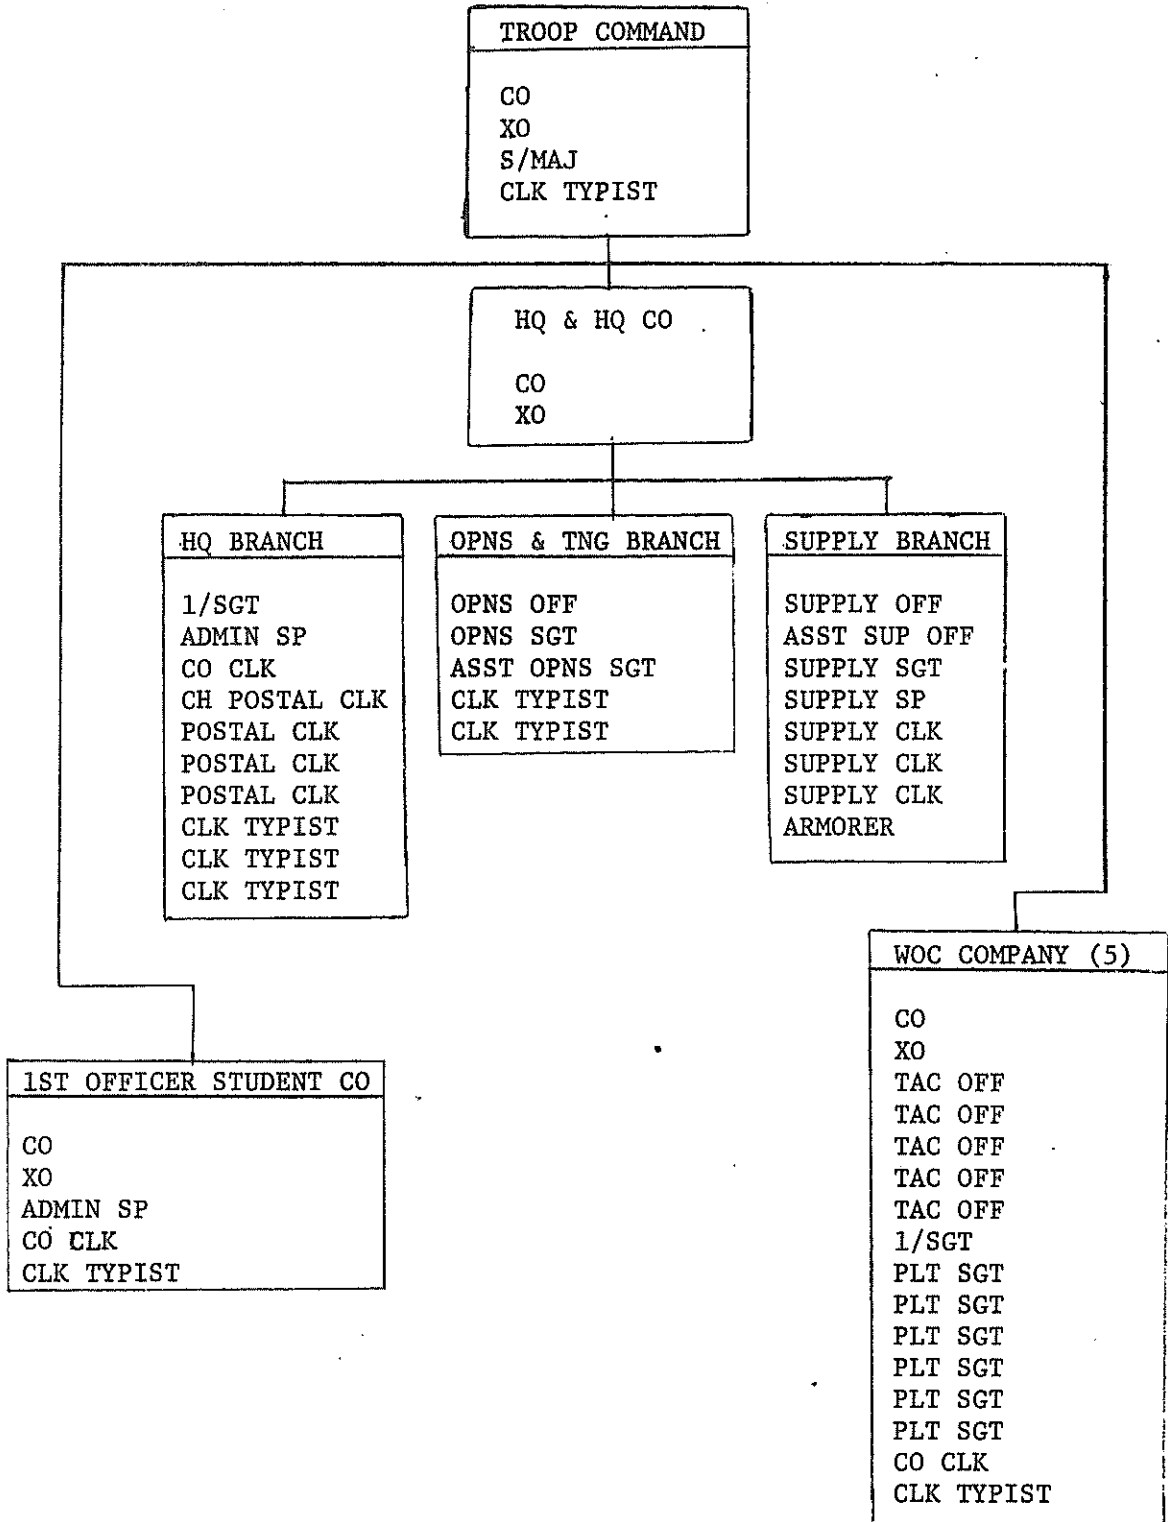 TROOP COMMAND
CO
XO
S/MAJ
CLK TYPIST
HQ & HQ CO
CO
XO
HQ BRANCH
1/SGT
ADMIN SP
CO CLK
CH POSTAL CLK
POSTAL CLK
POSTAL CLK
POSTAL CLK
CLK TYPIST
CLK TYPIST
CLK TYPIST
OPNS & TNG BRANCH
OPNS OFF
OPNS SGT
ASST OPNS SGT
CLK TYPIST
CLK TYPIST
SUPPLY BRANCH
SUPPLY OFF
ASST SUP OFF
SUPPLY SGT
SUPPLY SP
SUPPLY CLK
SUPPLY CLK
SUPPLY CLK
ARMORER
1ST OFFICER STUDENT CO
CO
XO
ADMIN SP
CO CLK
CLK TYPIST
WOC COMPANY (5)
CO
XO
TAC OFF
TAC OFF
TAC OFF
TAC OFF
TAC OFF
1/SGT
PLT SGT
PLT SGT
PLT SGT
PLT SGT
PLT SGT
PLT SGT
CO CLK
CLK TYPIST